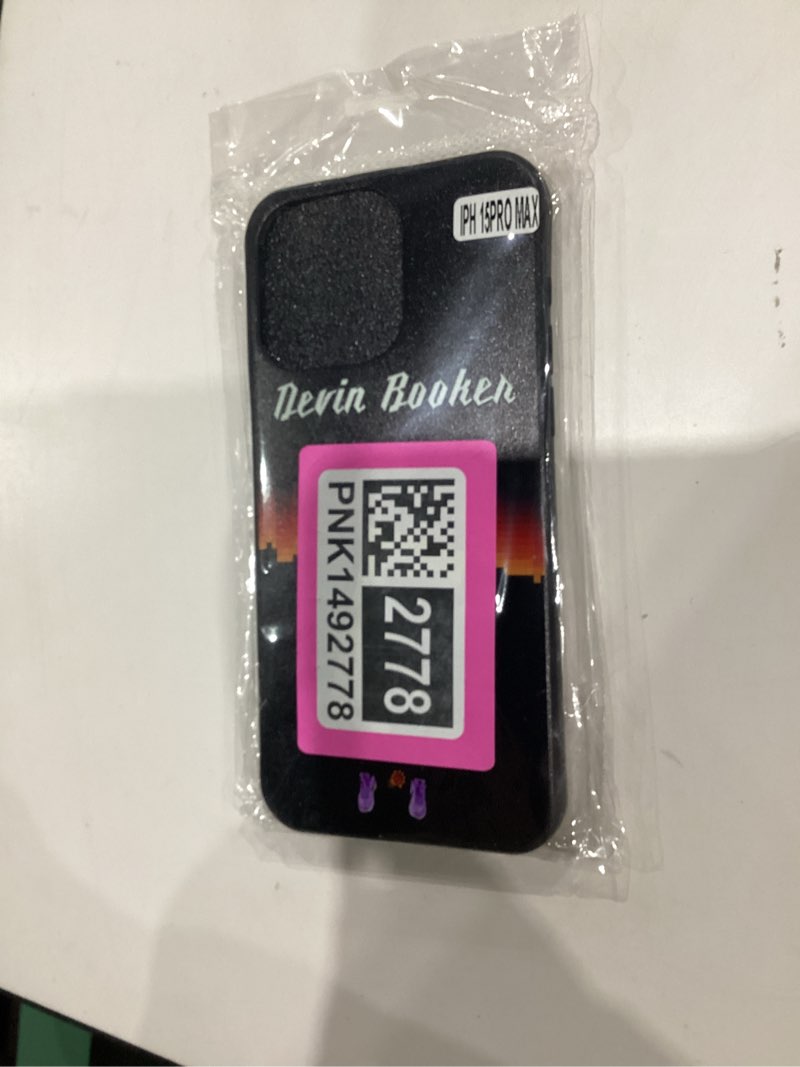 IPH 15PRO MAX
Devin Booker
2778
PNK1492778